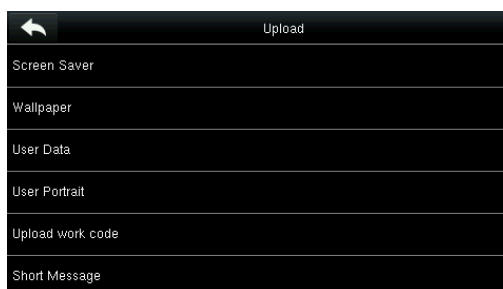 Upload
Screen Saver
Wallpaper
User Data
User Portrait
Upload work code
Short Message